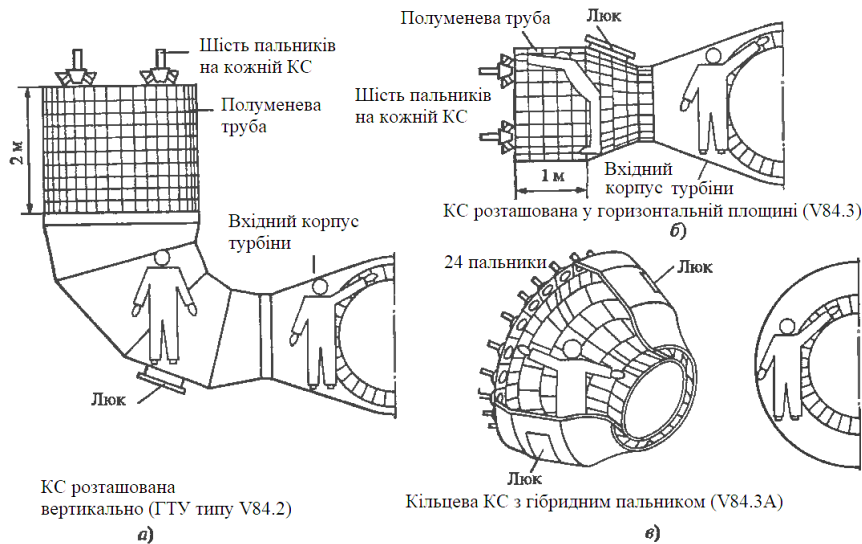 Шість пальників
на кожній КС
Полуменева
труба
2 м
Вхідний корпус
турбіни
Люк
КС розташована
вертикально (ГТУ типу V84.2)
а)
Полуменева труба
Люк
Шість пальників
на кожній КС
1 м
Вхідний
корпус турбіни
КС розташована у горизонтальній площині (V84.3)
б)
24 пальники
Люк
Люк
Кільцева КС з гібридним пальником (V84.3А)
в)